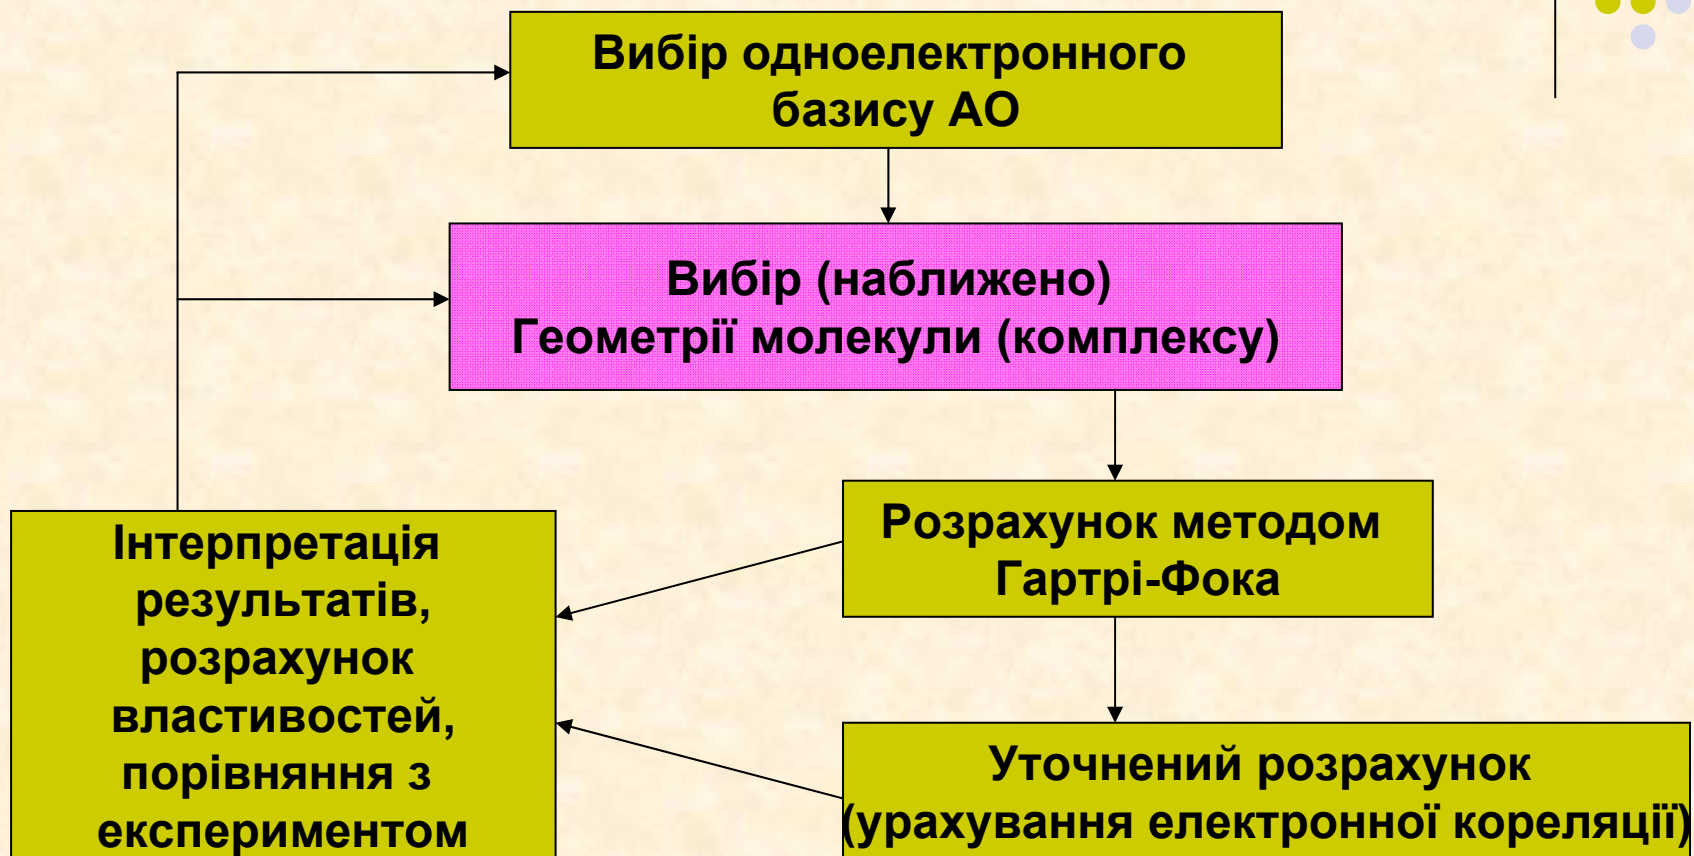 Вибір одноелектронного
базису АО
Вибір (наближено)
Геометрії молекули (комплексу)
Розрахунок методом
Гартрі-Фока
Інтерпретація
результатів,
розрахунок
властивостей,
порівняння з
експериментом
Уточнений розрахунок
(урахування електронної кореляції)